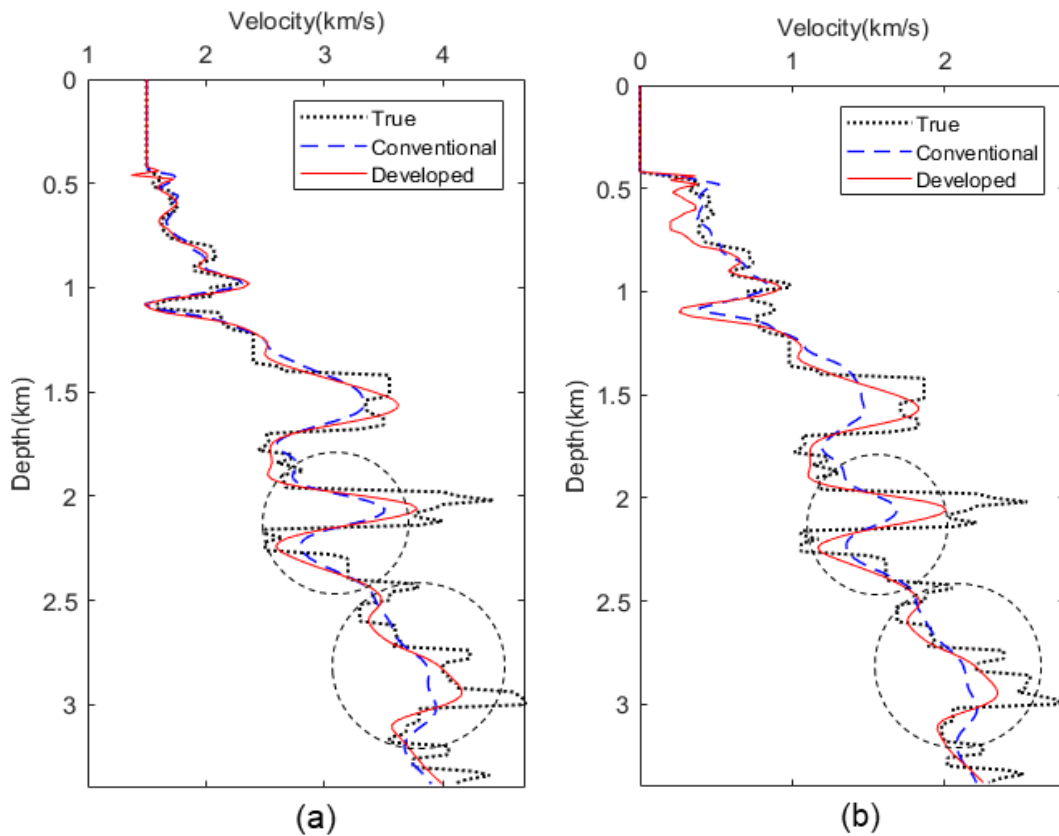 Velocity(km/s)
1 2 3 4
0
0.5
1
1.5
2
2.5
3
Depth(km)
True
Conventional
Developed
(a)
Velocity(km/s)
0 1 2
0
0.5
1
1.5
2
2.5
3
Depth(km)
True
Conventional
Developed
(b)